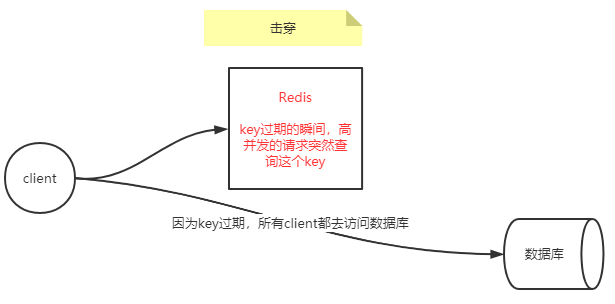 击穿
Redis
key过期的瞬间，高
并发的请求突然查
询这个key
client
因为key过期，所有client都去访问数据库
数据库